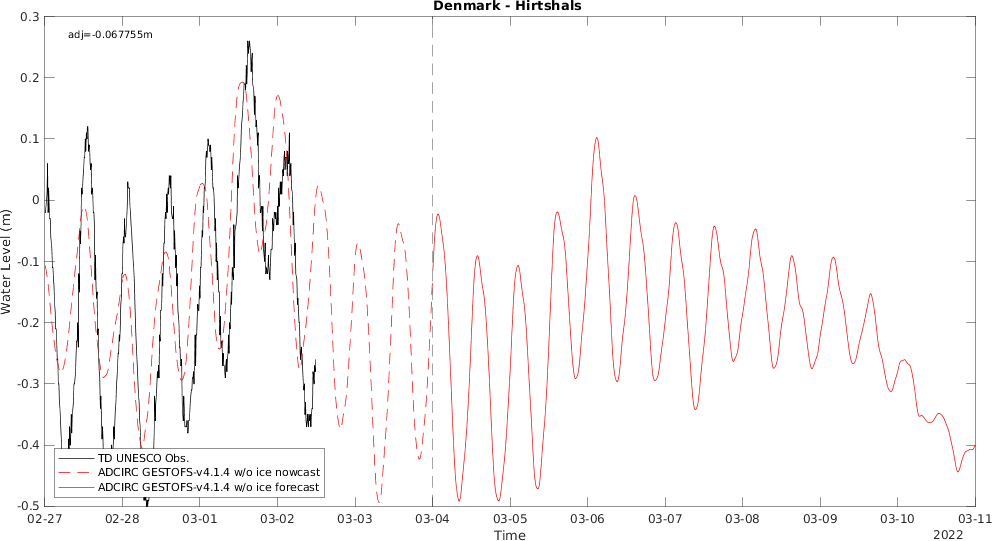 Denmark - Hirtshals
adj=-0.067755m
0.3
0.2
0.1
0
-0.1
-0.2
-0.3
-0.4
-0.5
Water Level (m)
TD UNESCO Obs.
ADCIRC GESTOFS-v4.1.4 w/o ice nowcast
ADCIRC GESTOFS-v4.1.4 w/o ice forecast
02-27 02-28 03-01 03-02 03-03 03-04 03-05 03-06 03-07 03-08 03-09 03-10 03-11
Time
2022